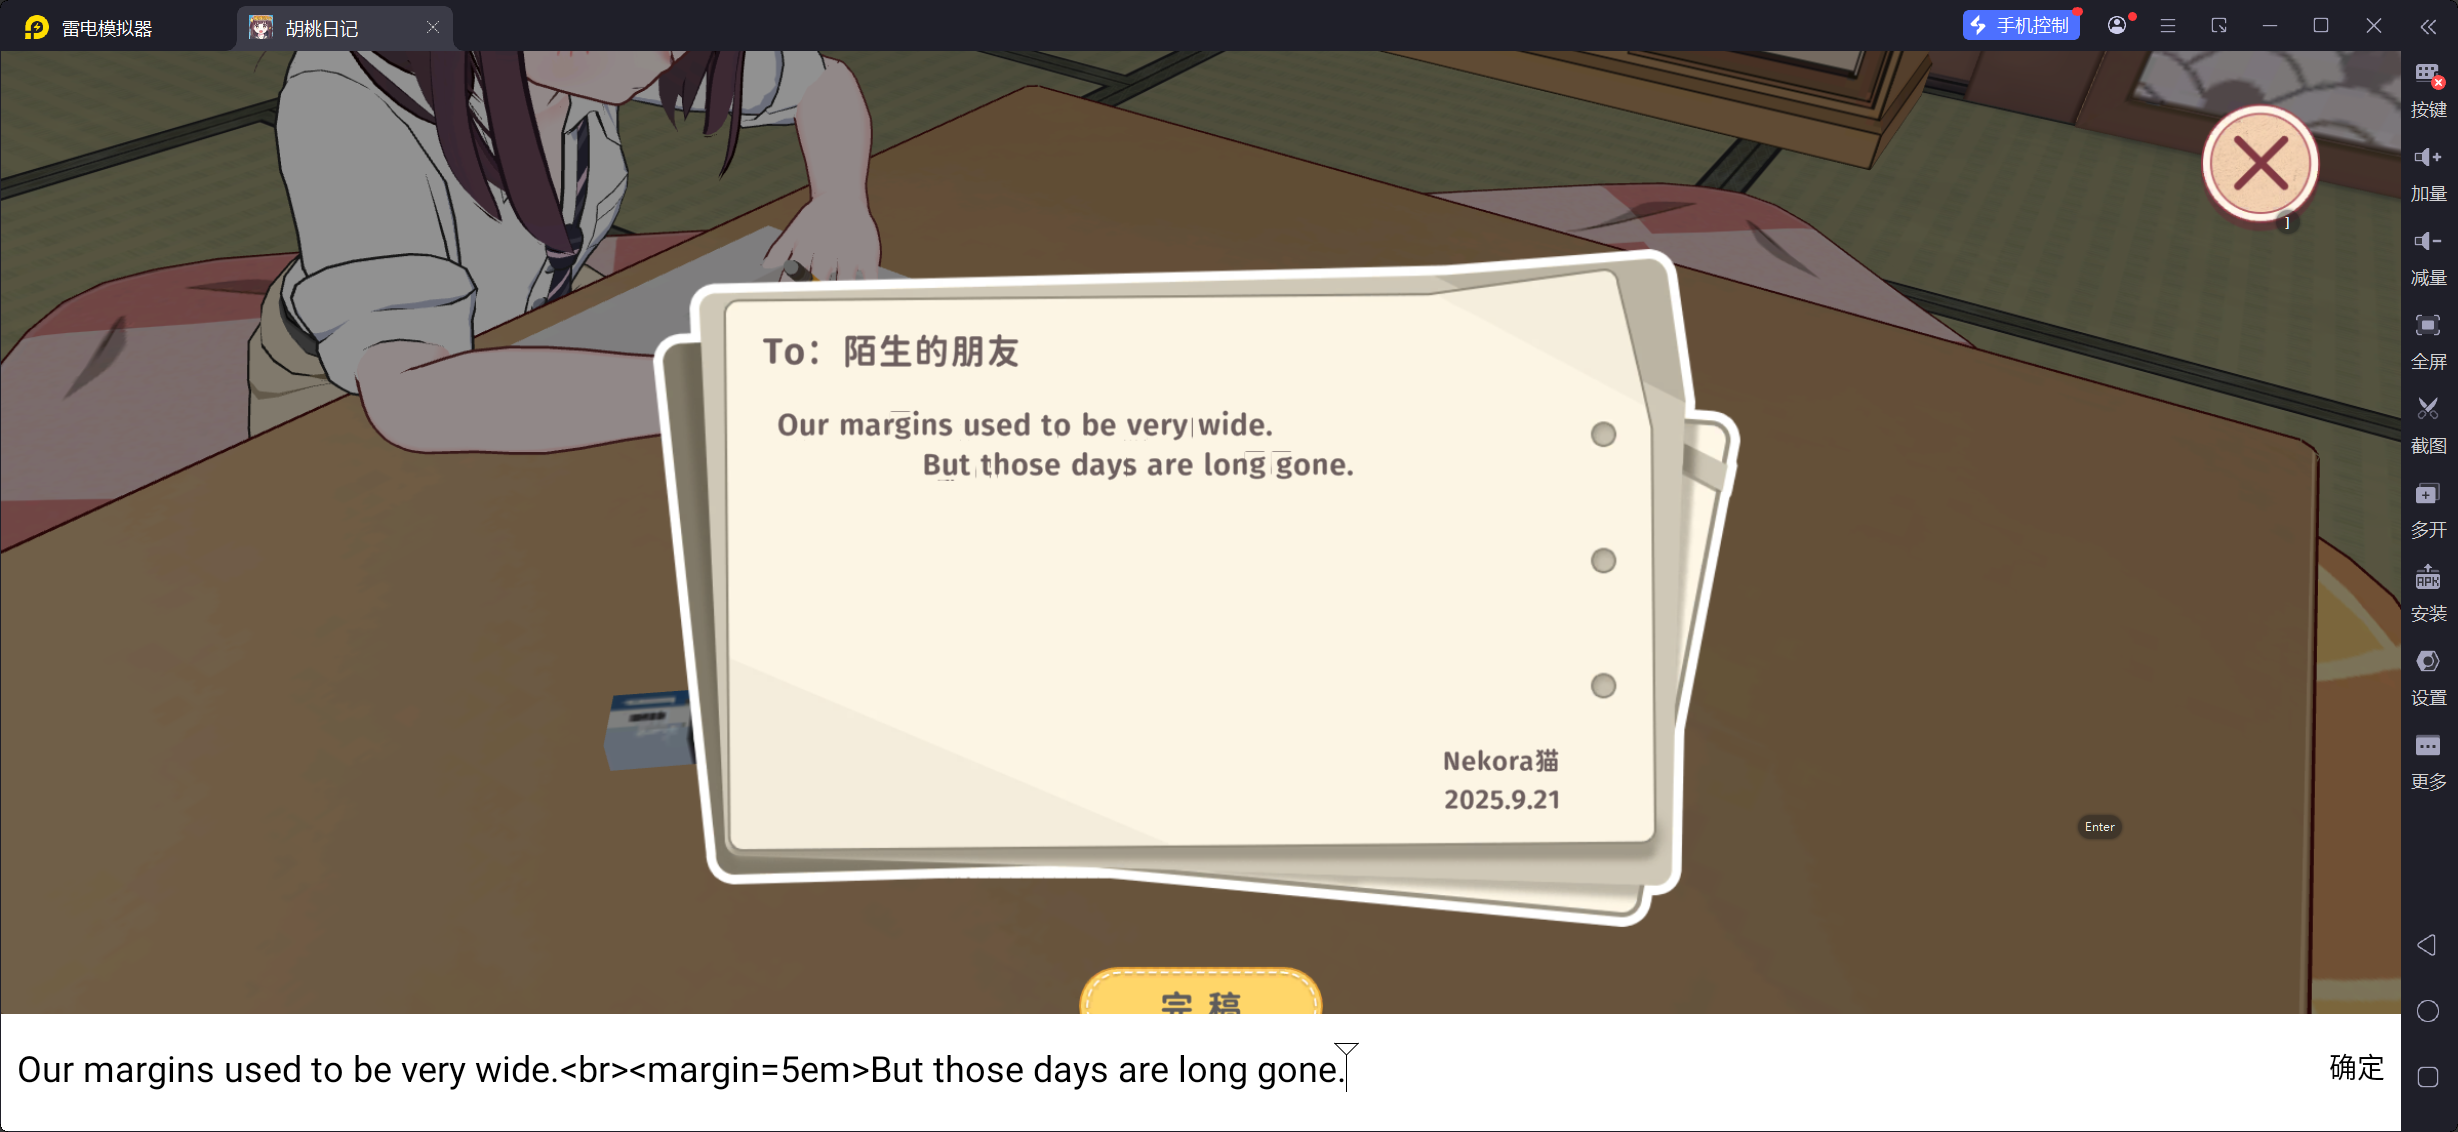 雷电模拟器
胡桃日记
手机控制
按键
加量
减量
全屏
截图
多开
APK
安装
设置
更多
]
To：陌生的朋友
Our margins used to be very wide.
But those days are long gone.
Nekora猫
2025.9.21
Enter
完稿
Our margins used to be very wide.<br><margin=5em>But those days are long gone.
确定